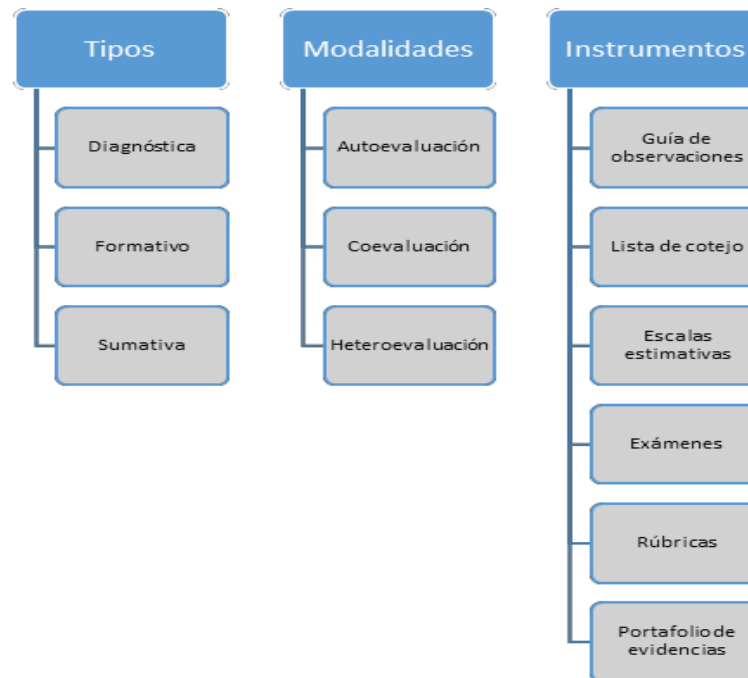 Tipos
Diagnóstica
Formativo
Sumativa
Modalidades
Autoevaluación
Coevaluación
Heteroevaluación
Instrumentos
Guía de
observaciones
Lista de cotejo
Escalas
estimativas
Exámenes
Rúbricas
Portafolio de
evidencias